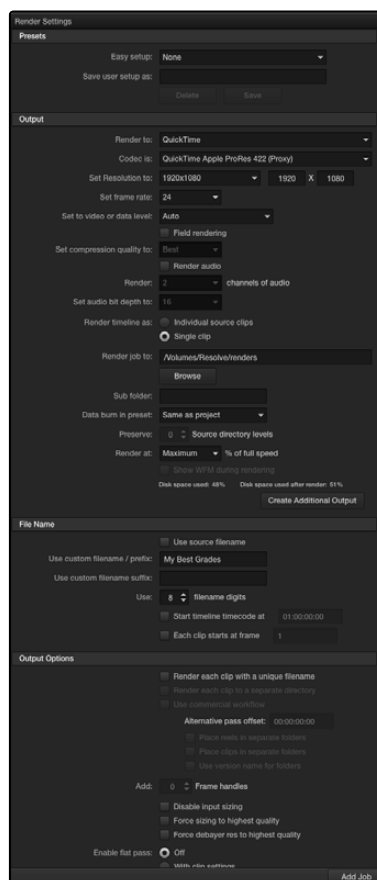 Render Settings
Presets
Easy setup: None
Save user setup as:
Delete Save
Output
Render to: QuickTime
Codec is: QuickTime Apple ProRes 422 (Proxy)
Set Resolution to: 1920x1080 1920 X 1080
Set frame rate: 24
Set to video or data level: Auto
Field rendering
Set compression quality to: Best
Render audio
Render: 2 channels of audio
Set audio bit depth to: 16
Render timeline as: Individual source clips
Single clip
Render job to: /Volumes/Resolve/renders
Browse
Sub folder:
Data burn in preset: Same as project
Preserve: 0 Source directory levels
Render at: Maximum % of full speed
Show WFM during rendering
Disk space used: 48% Disk space used after render: 51%
Create Additional Output
File Name
Use source filename
Use custom filename / prefix: My Best Grades
Use custom filename suffix:
Use: 8 filename digits
Start timeline timecode at 01:00:00:00
Each clip starts at frame 1
Output Options
Render each clip with a unique filename
Render each clip to a separate directory
Use commercial workflow
Alternative pass offset: 00:00:00:00
Place reels in separate folders
Place clips in separate folders
Use version name for folders
Add: 0 Frame handles
Disable input sizing
Force sizing to highest quality
Force debayer res to highest quality
Enable flat pass: Off
With clip settings
Add Job